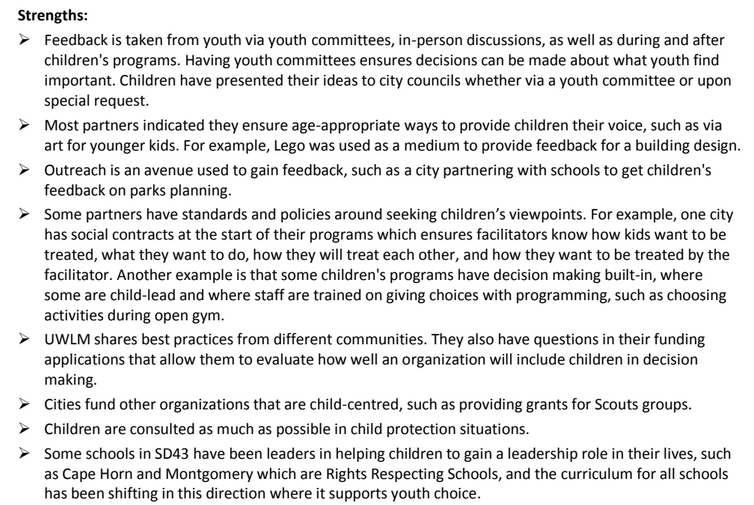 Strengths:
➢ Feedback is taken from youth via youth committees, in-person discussions, as well as during and after
children's programs. Having youth committees ensures decisions can be made about what youth find
important. Children have presented their ideas to city councils whether via a youth committee or upon
special request.
➢ Most partners indicated they ensure age-appropriate ways to provide children their voice, such as via
art for younger kids. For example, Lego was used as a medium to provide feedback for a building design.
➢ Outreach is an avenue used to gain feedback, such as a city partnering with schools to get children's
feedback on parks planning.
➢ Some partners have standards and policies around seeking children’s viewpoints. For example, one city
has social contracts at the start of their programs which ensures facilitators know how kids want to be
treated, what they want to do, how they will treat each other, and how they want to be treated by the
facilitator. Another example is that some children's programs have decision making built-in, where
some are child-lead and where staff are trained on giving choices with programming, such as choosing
activities during open gym.
➢ UWLM shares best practices from different communities. They also have questions in their funding
applications that allow them to evaluate how well an organization will include children in decision
making.
➢ Cities fund other organizations that are child-centred, such as providing grants for Scouts groups.
➢ Children are consulted as much as possible in child protection situations.
➢ Some schools in SD43 have been leaders in helping children to gain a leadership role in their lives, such
as Cape Horn and Montgomery which are Rights Respecting Schools, and the curriculum for all schools
has been shifting in this direction where it supports youth choice.